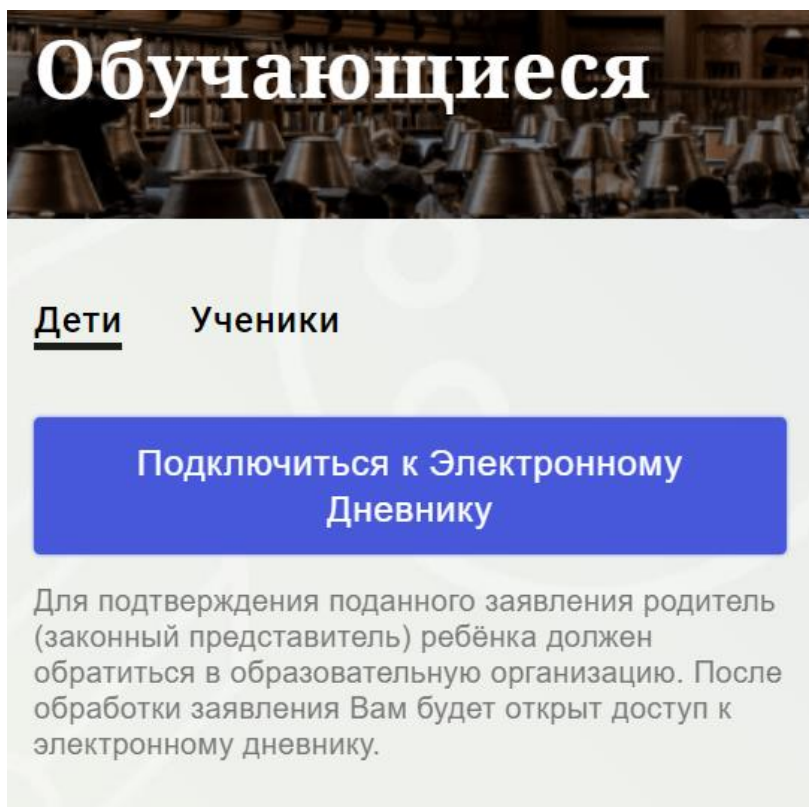 Обучающиеся
Дети Ученики
Подключиться к Электронному
Дневнику
Для подтверждения поданного заявления родитель
(законный представитель) ребёнка должен
обратиться в образовательную организацию. После
обработки заявления Вам будет открыт доступ к
электронному дневнику.